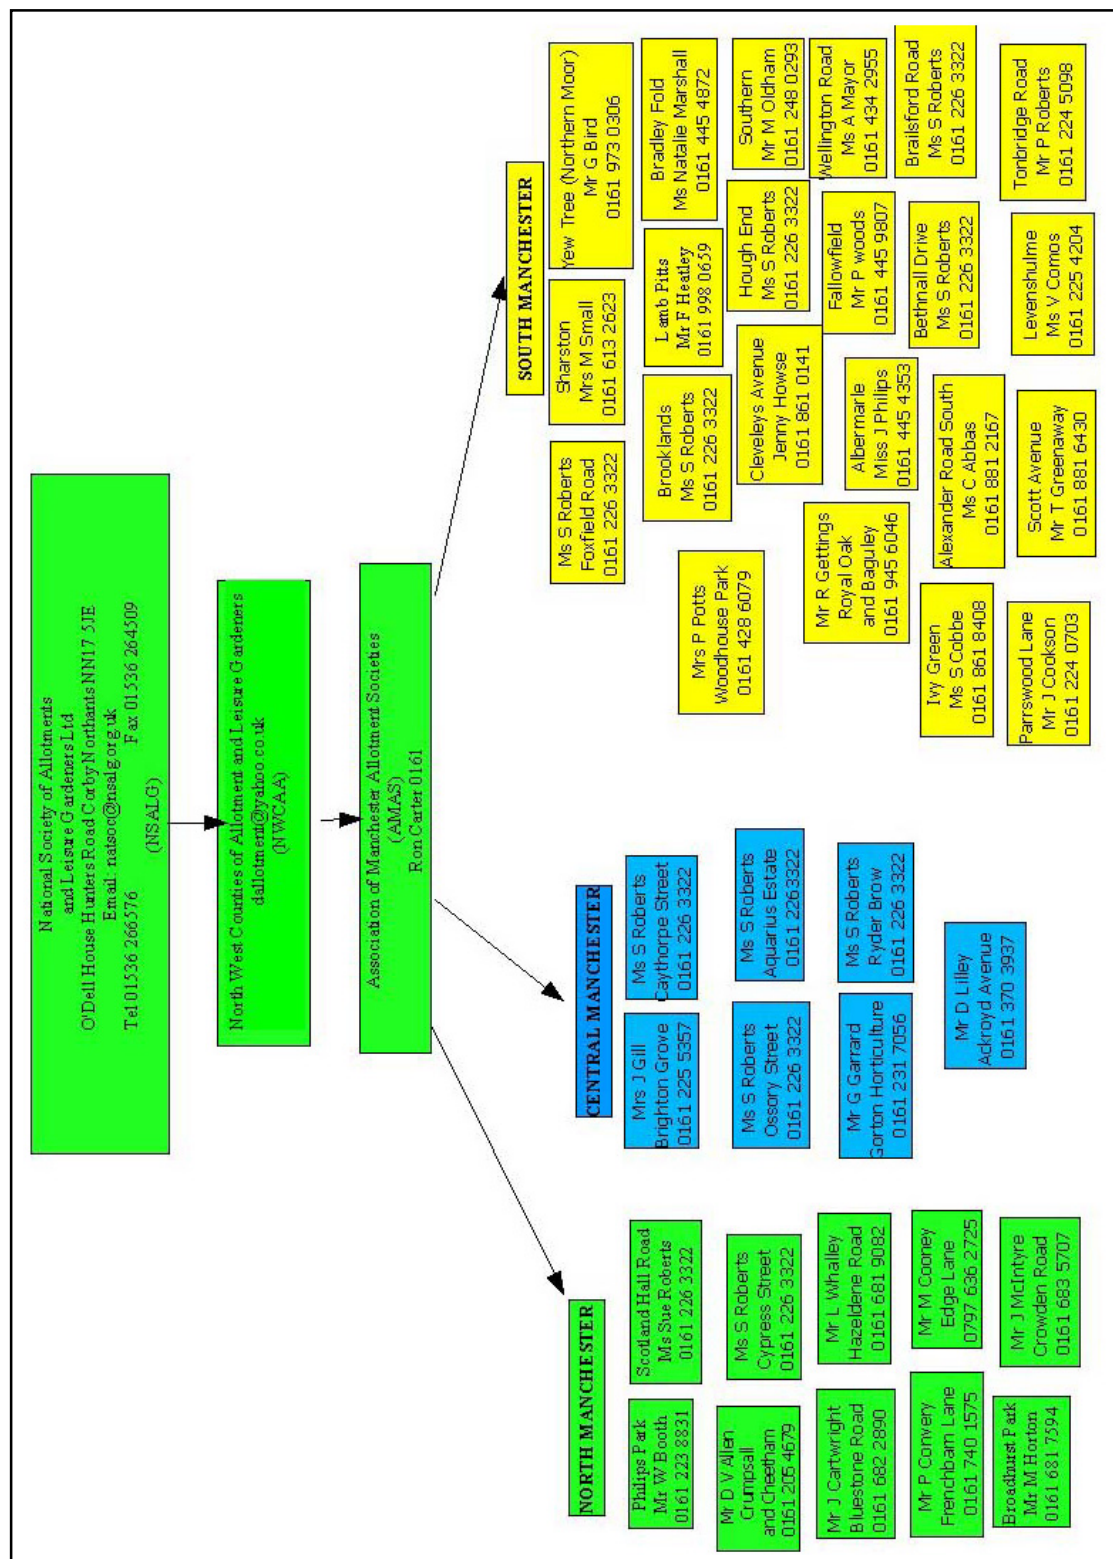 National Society of Allotments
and Leisure Gardeners Ltd
O'Dell House Hunters Road Corby Northants NN17 5JE
Email: natsoc@nsalg.org.uk
Tel 01536 266576 Fax 01536 264509
(NSALG)
North West Counties of Allotment and Leisure Gardeners
dallotment@yahoo.co.uk
(NWCAA)
Association of Manchester Allotment Societies
(AMAS)
Ron Carter 0161
NORTH MANCHESTER
Philips Park
Mr W Booth
0161 223 8831
Scotland Hall Road
Ms Sue Roberts
0161 226 3322
Mr D V Allen
Crumpsall
and Cheetham
0161 205 4679
Ms S Roberts
Cypress Street
0161 226 3322
Mr J Cartwright
Bluestone Road
0161 682 2890
Mr L Whalley
Hazeldene Road
0161 681 9082
Mr P Convery
Frenchbarn Lane
0161 740 1575
Mr M Cooney
Edge Lane
0797 636 2725
Broadhurst Park
Mr M Horton
0161 681 7594
Mr J McIntyre
Crowden Road
0161 683 5707
CENTRAL MANCHESTER
Mrs J Gill
Brighton Grove
0161 225 5357
Ms S Roberts
Caythorpe Street
0161 226 3322
Ms S Roberts
Ossory Street
0161 226 3322
Ms S Roberts
Aquarius Estate
0161 2263322
Mr G Garrard
Gorton Horticulture
0161 231 7056
Ms S Roberts
Ryder Brow
0161 226 3322
Mr D Lilley
Ackroyd Avenue
0161 370 3937
SOUTH MANCHESTER
Ms S Roberts
Foxfield Road
0161 226 3322
Sharston
Mrs M Small
0161 613 2623
Yew Tree (Northern Moor)
Mr G Bird
0161 973 0306
Brooklands
Ms S Roberts
0161 226 3322
Lamb Pitts
Mr F Heatley
0161 998 0659
Bradley Fold
Ms Natalie Marshall
0161 445 4872
Mrs P Potts
Woodhouse Park
0161 428 6079
Cleveleys Avenue
Jenny Howse
0161 861 0141
Hough End
Ms S Roberts
0161 226 3322
Southern
Mr M Oldham
0161 248 0293
Mr R Gettings
Royal Oak
and Baguley
0161 945 6046
Albermarle
Miss J Philips
0161 445 4353
Fallowfield
Mr P woods
0161 445 9807
Wellington Road
Ms A Mayor
0161 434 2955
Ivy Green
Ms S Cobbe
0161 861 8408
Alexander Road South
Ms C Abbas
0161 881 2167
Bethnall Drive
Ms S Roberts
0161 226 3322
Brailsford Road
Ms S Roberts
0161 226 3322
Parrswood Lane
Mr J Cookson
0161 224 0703
Scott Avenue
Mr T Greenaway
0161 881 6430
Levenshulme
Ms V Comos
0161 225 4204
Tonbridge Road
Mr P Roberts
0161 224 5098